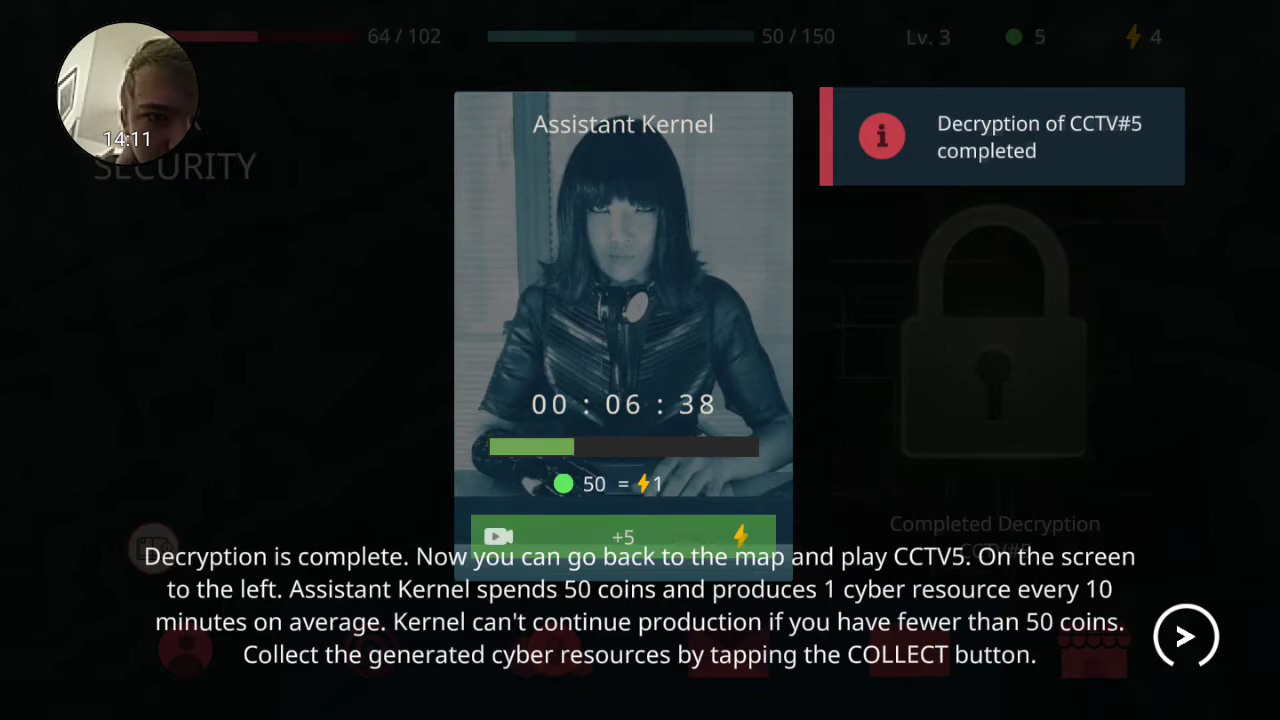 64 / 102
50 / 150
Lv. 3
5
4
14:11
SECURITY
Assistant Kernel
Decryption of CCTV#5
completed
00 : 06 : 38
50 = 1
+5
Completed Decryption
Decryption is complete. Now you can go back to the map and play CCTV5. On the screen
to the left. Assistant Kernel spends 50 coins and produces 1 cyber resource every 10
minutes on average. Kernel can't continue production if you have fewer than 50 coins.
Collect the generated cyber resources by tapping the COLLECT button.